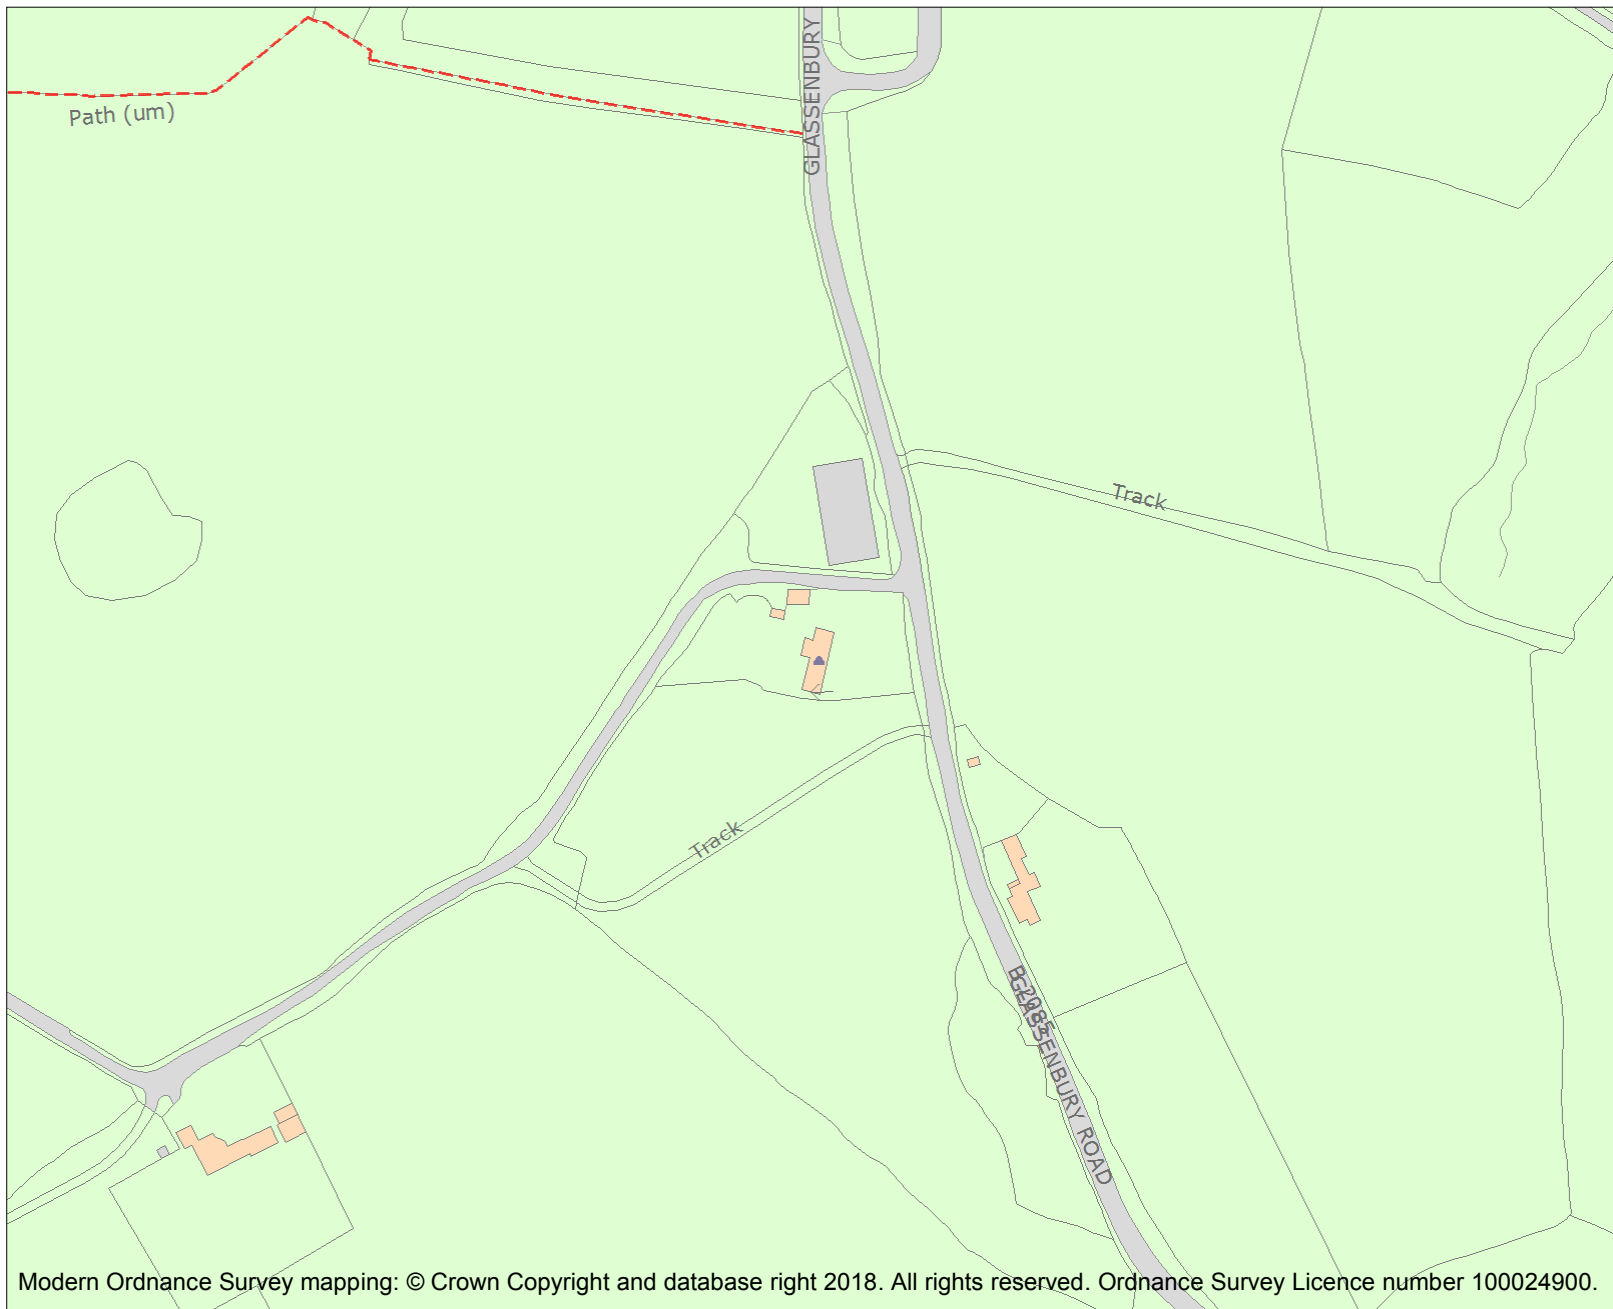 GLASSENBURY
Path (um)
Track
Track
B 2085
GLASSENBURY ROAD
Modern Ordnance Survey mapping: © Crown Copyright and database right 2018. All rights reserved. Ordnance Survey Licence number 100024900.